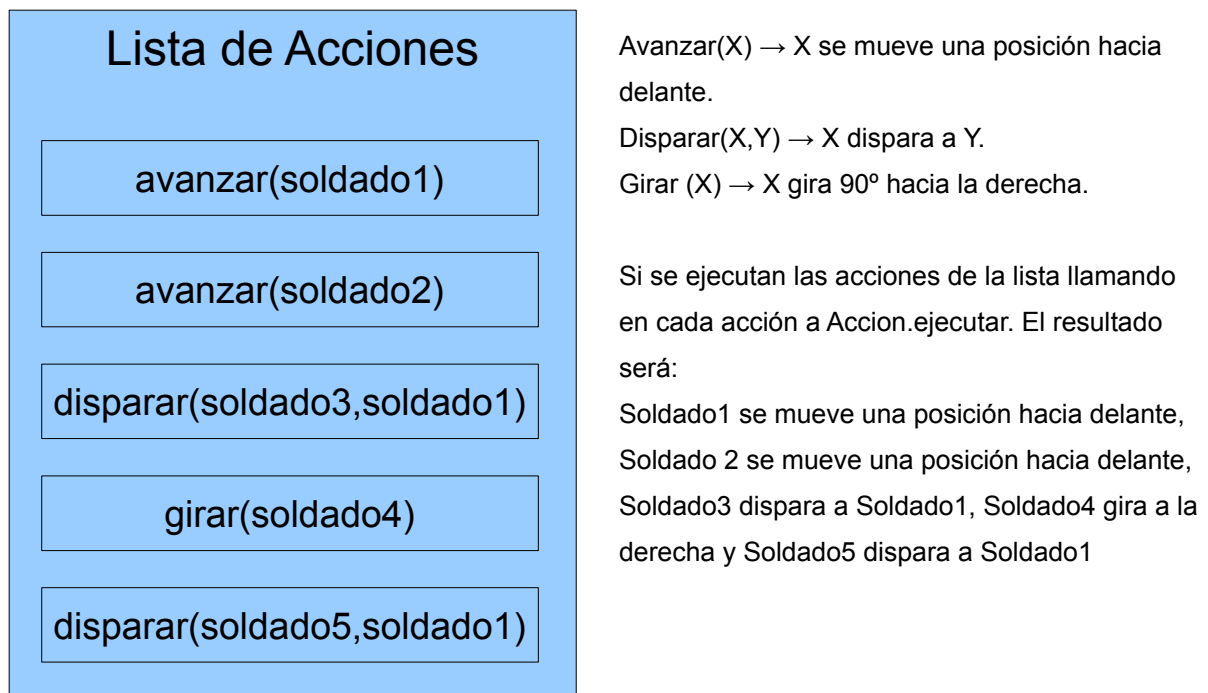 Lista de Acciones
avanzar(soldado1)
avanzar(soldado2)
disparar(soldado3,soldado1)
girar(soldado4)
disparar(soldado5,soldado1)
Avanzar(X) → X se mueve una posición hacia
delante.
Disparar(X,Y) → X dispara a Y.
Girar (X) → X gira 90º hacia la derecha.
Si se ejecutan las acciones de la lista llamando
en cada acción a Accion.ejecutar. El resultado
será:
Soldado1 se mueve una posición hacia delante,
Soldado 2 se mueve una posición hacia delante,
Soldado3 dispara a Soldado1, Soldado4 gira a la
derecha y Soldado5 dispara a Soldado1